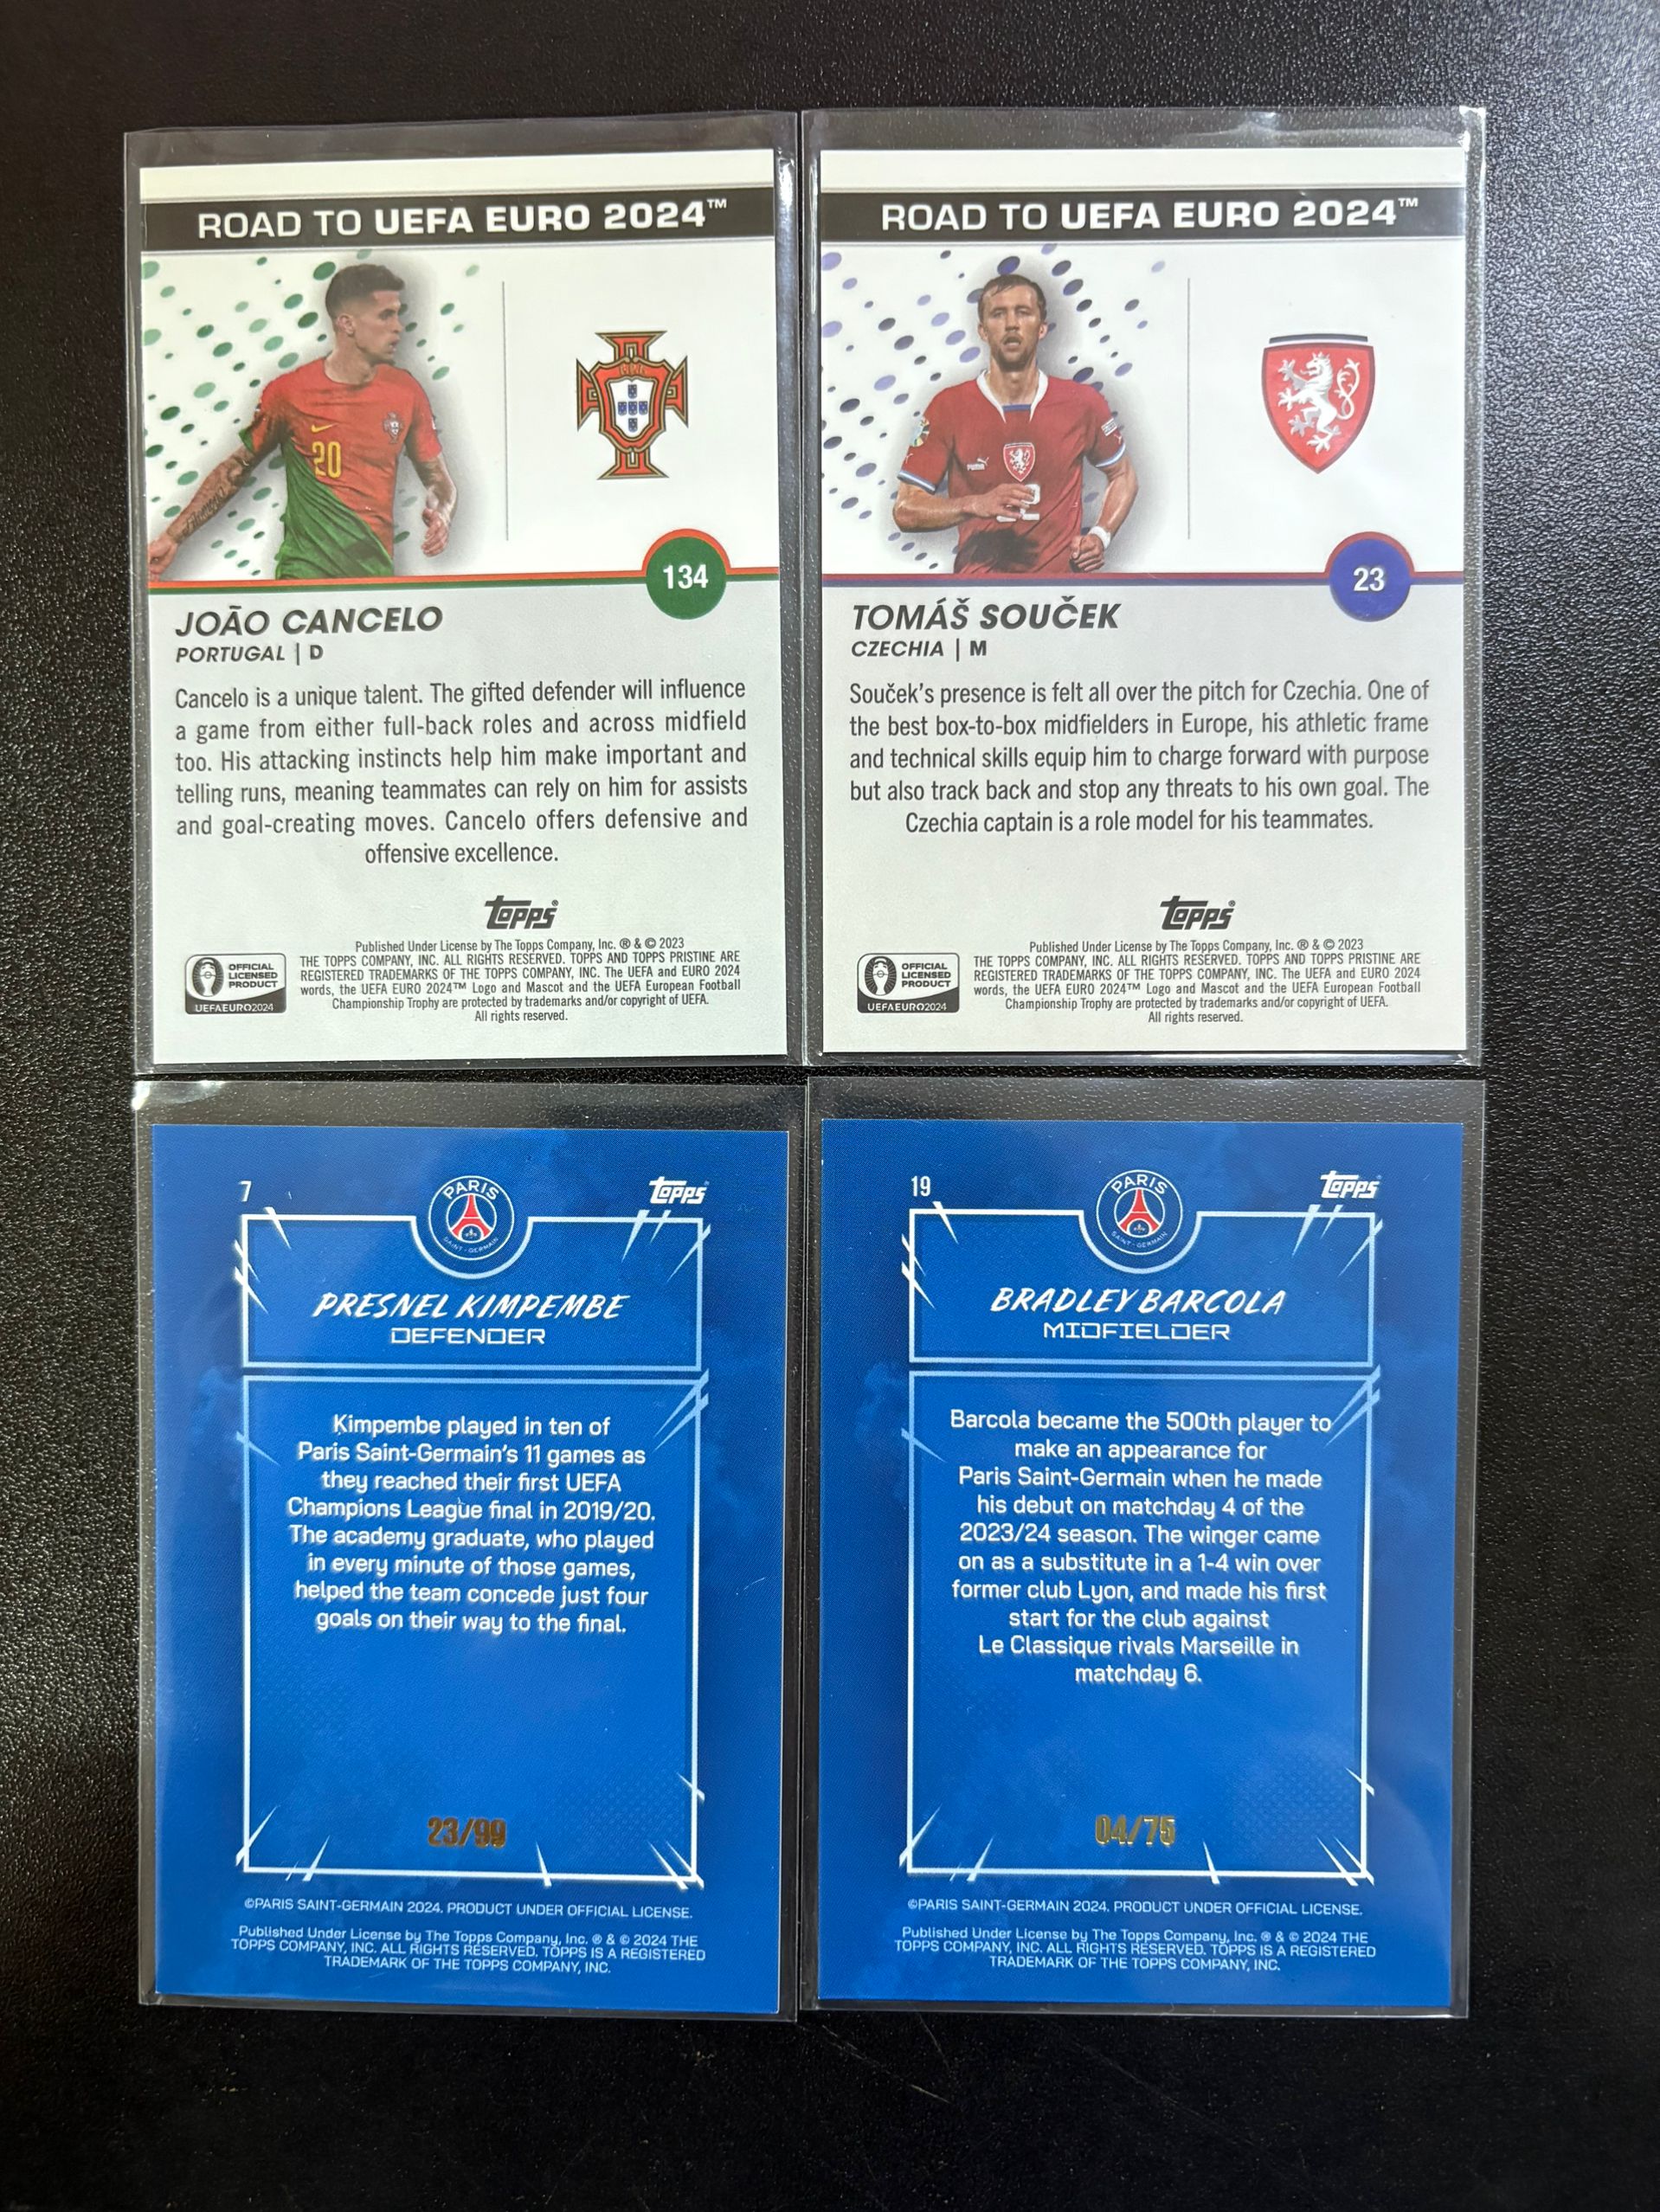 ROAD TO UEFA EURO 2024™
20
134
JOÃO CANCELO
PORTUGAL | D
Cancelo is a unique talent. The gifted defender will influence
a game from either full-back roles and across midfield
too. His attacking instincts help him make important and
telling runs, meaning teammates can rely on him for assists
and goal-creating moves. Cancelo offers defensive and
offensive excellence.
Topps®
Published Under License by The Topps Company, Inc. ® & © 2023
THE TOPPS COMPANY, INC. ALL RIGHTS RESERVED. TOPPS AND TOPPS PRISTINE ARE
REGISTERED TRADEMARKS OF THE TOPPS COMPANY, INC. The UEFA and EURO 2024
words, the UEFA EURO 2024™ Logo and Mascot and the UEFA European Football
Championship Trophy are protected by trademarks and/or copyright of UEFA.
All rights reserved.
OFFICIAL
LICENSED
PRODUCT
UEFAEURO2024
ROAD TO UEFA EURO 2024™
23
TOMÁŠ SOUČEK
CZECHIA | M
Souček's presence is felt all over the pitch for Czechia. One of
the best box-to-box midfielders in Europe, his athletic frame
and technical skills equip him to charge forward with purpose
but also track back and stop any threats to his own goal. The
Czechia captain is a role model for his teammates.
Topps®
Published Under License by The Topps Company, Inc. ® & © 2023
THE TOPPS COMPANY, INC. ALL RIGHTS RESERVED. TOPPS AND TOPPS PRISTINE ARE
REGISTERED TRADEMARKS OF THE TOPPS COMPANY, INC. The UEFA and EURO 2024
words, the UEFA EURO 2024™ Logo and Mascot and the UEFA European Football
Championship Trophy are protected by trademarks and/or copyright of UEFA.
All rights reserved.
OFFICIAL
LICENSED
PRODUCT
UEFAEURO2024
7
PARIS
SAINT-GERMAIN
Topps
PRESNEL KIMPEMBE
DEFENDER
Kimpembe played in ten of
Paris Saint-Germain's 11 games as
they reached their first UEFA
Champions League final in 2019/20.
The academy graduate, who played
in every minute of those games,
helped the team concede just four
goals on their way to the final.
23/99
©PARIS SAINT-GERMAIN 2024. PRODUCT UNDER OFFICIAL LICENSE.
Published Under License by The Topps Company, Inc. ® & © 2024 THE
TOPPS COMPANY, INC. ALL RIGHTS RESERVED. TOPPS IS A REGISTERED
TRADEMARK OF THE TOPPS COMPANY, INC.
19
PARIS
SAINT-GERMAIN
Topps
BRADLEY BARCOLA
MIDFIELDER
Barcola became the 500th player to
make an appearance for
Paris Saint-Germain when he made
his debut on matchday 4 of the
2023/24 season. The winger came
on as a substitute in a 1-4 win over
former club Lyon, and made his first
start for the club against
Le Classique rivals Marseille in
matchday 6.
04/75
©PARIS SAINT-GERMAIN 2024. PRODUCT UNDER OFFICIAL LICENSE.
Published Under License by The Topps Company, Inc. ® & © 2024 THE
TOPPS COMPANY, INC. ALL RIGHTS RESERVED. TOPPS IS A REGISTERED
TRADEMARK OF THE TOPPS COMPANY, INC.